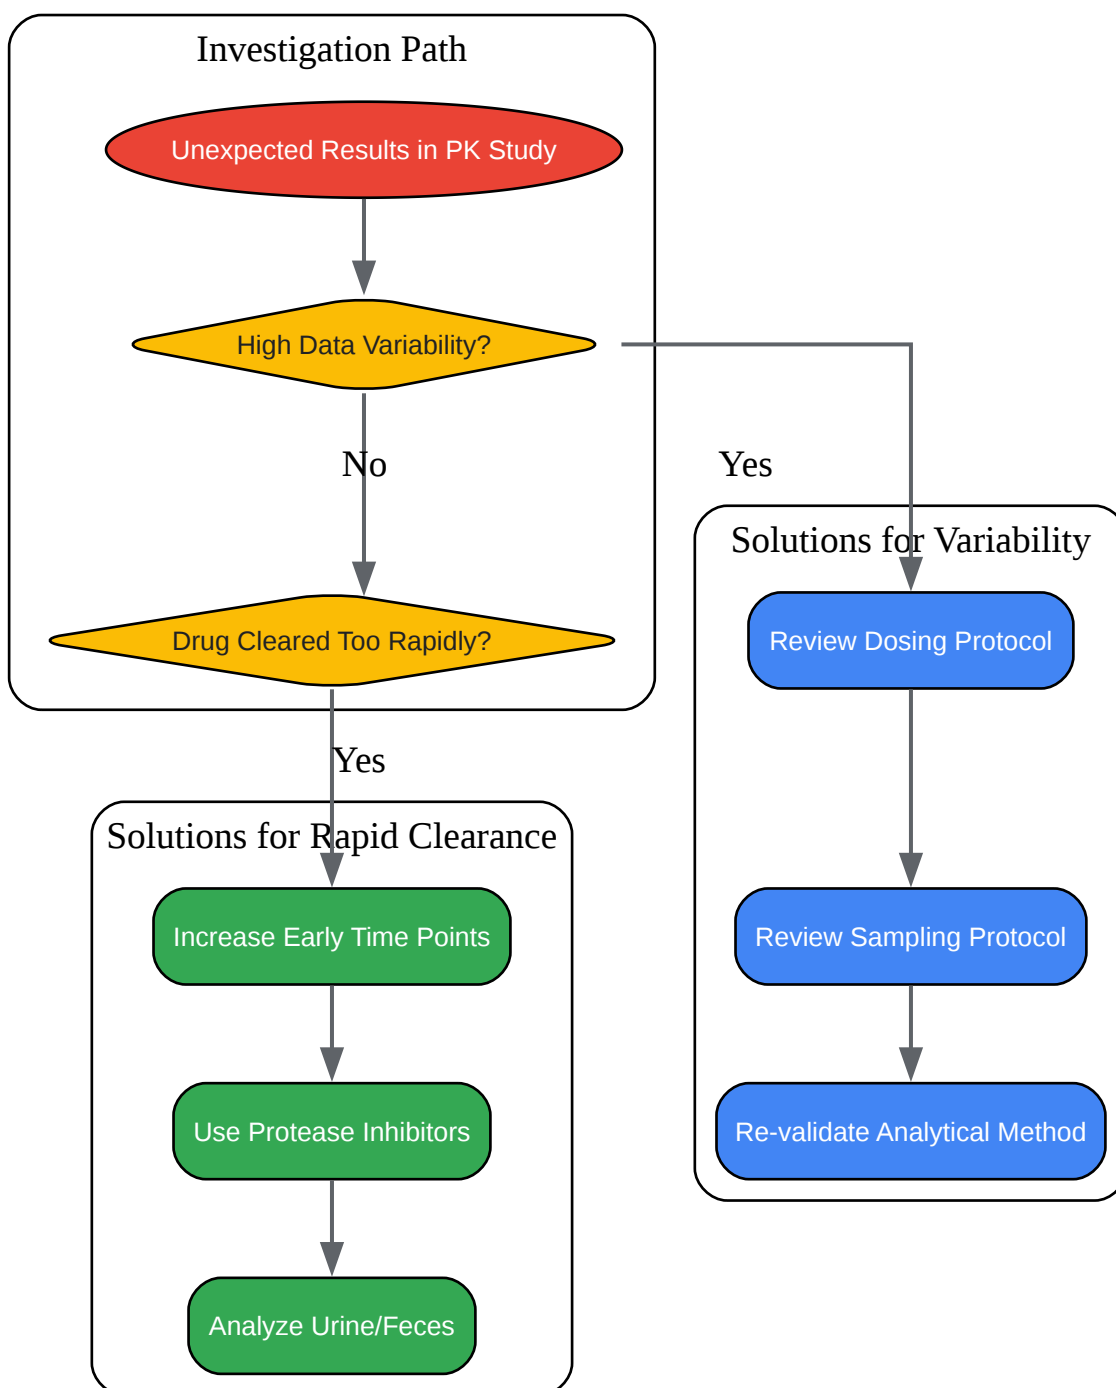 Investigation Path
Unexpected Results in PK Study
High Data Variability?
No
Yes
Drug Cleared Too Rapidly?
Yes
Solutions for Variability
Review Dosing Protocol
Review Sampling Protocol
Re-validate Analytical Method
Solutions for Rapid Clearance
Increase Early Time Points
Use Protease Inhibitors
Analyze Urine/Feces